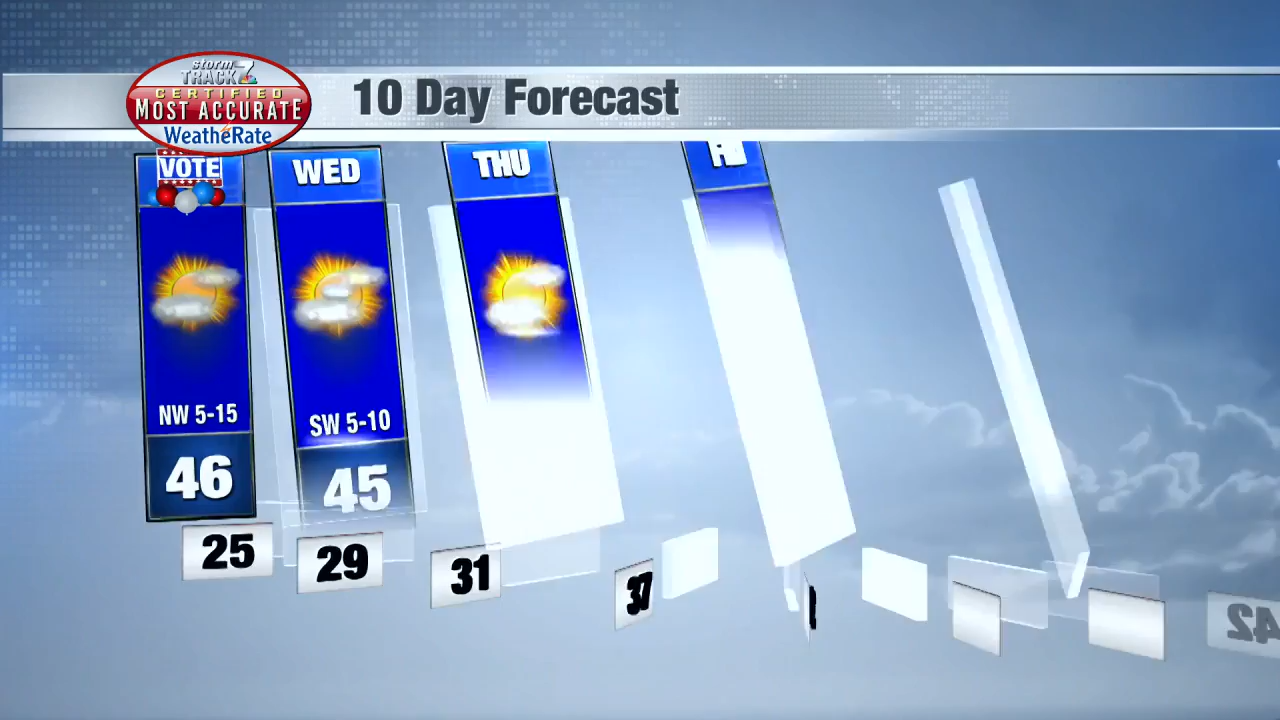 storm
TRACK 7
CERTIFIED
MOST ACCURATE
WeatheRate
10 Day Forecast
VOTE
WED
THU
NW 5-15
SW 5-10
46
45
25
29
31
37
42